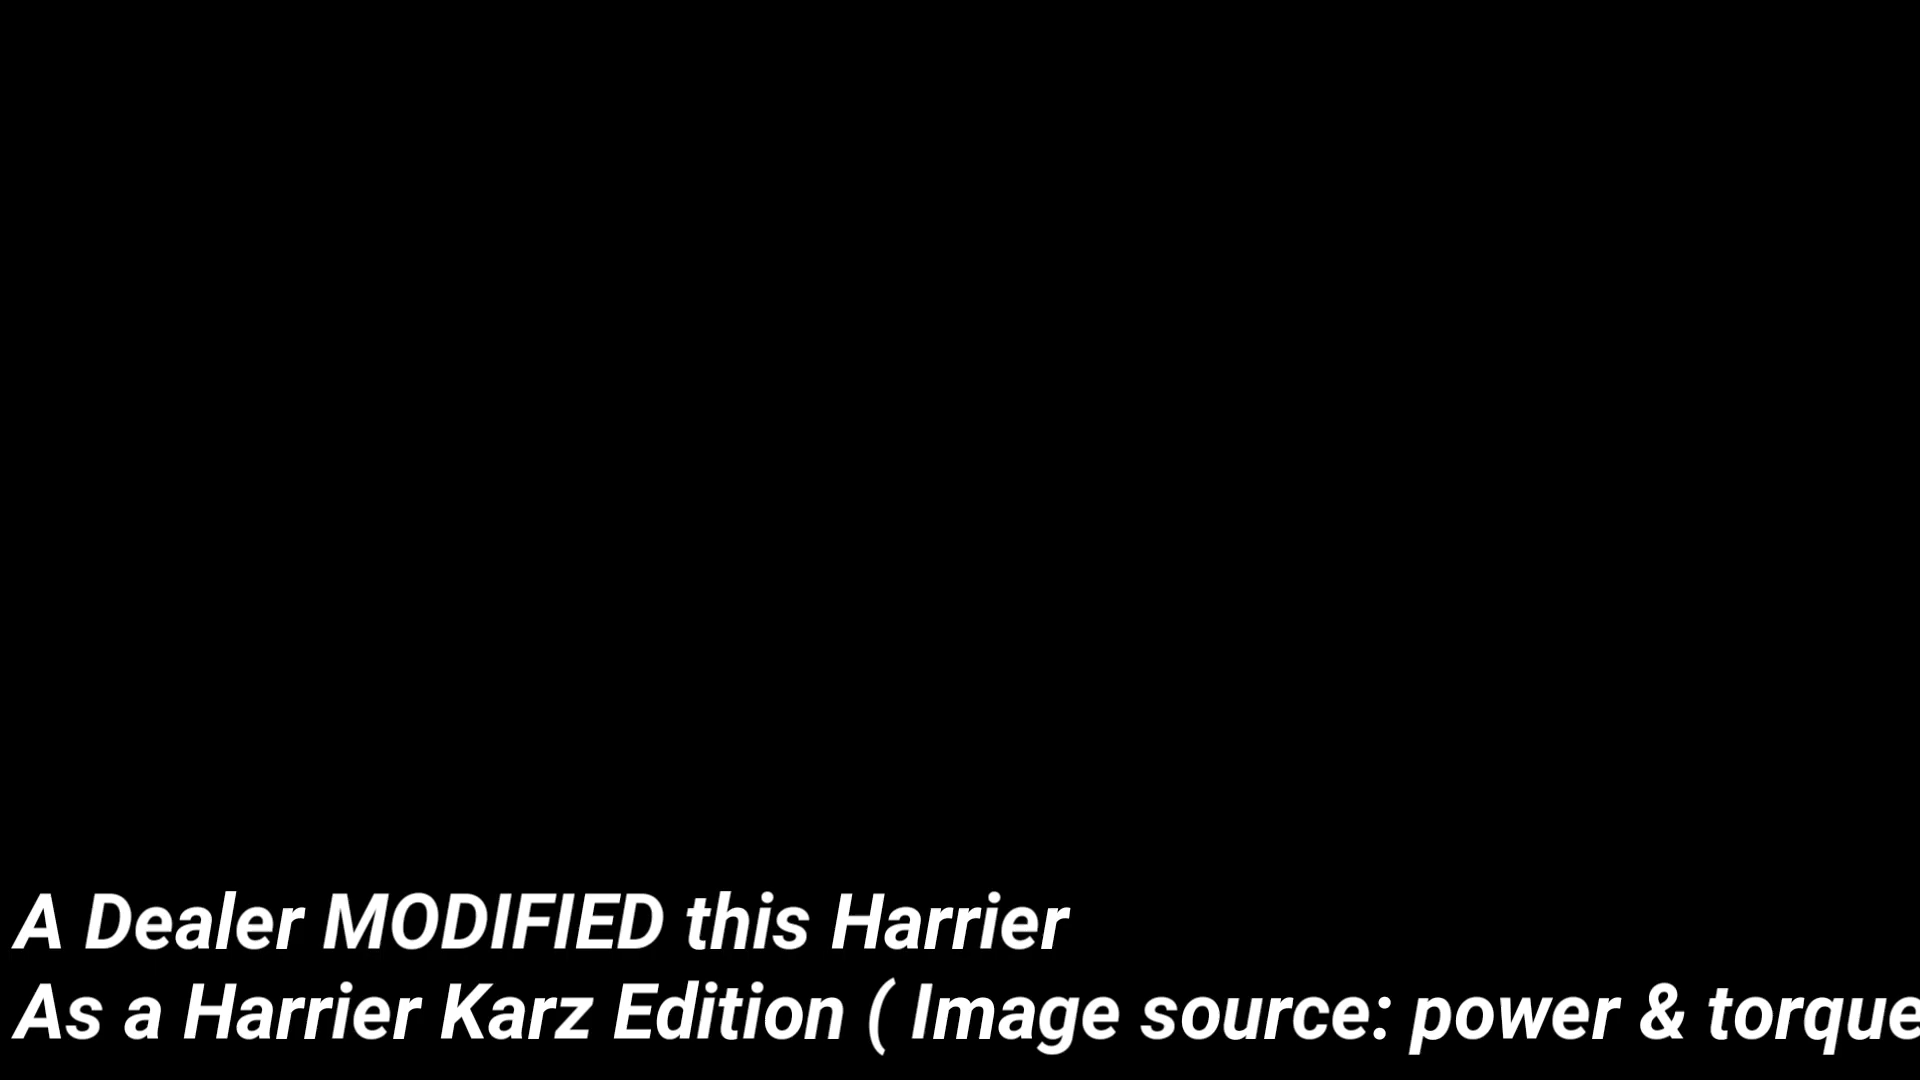 A Dealer MODIFIED this Harrier
As a Harrier Karz Edition ( Image source: power & torque